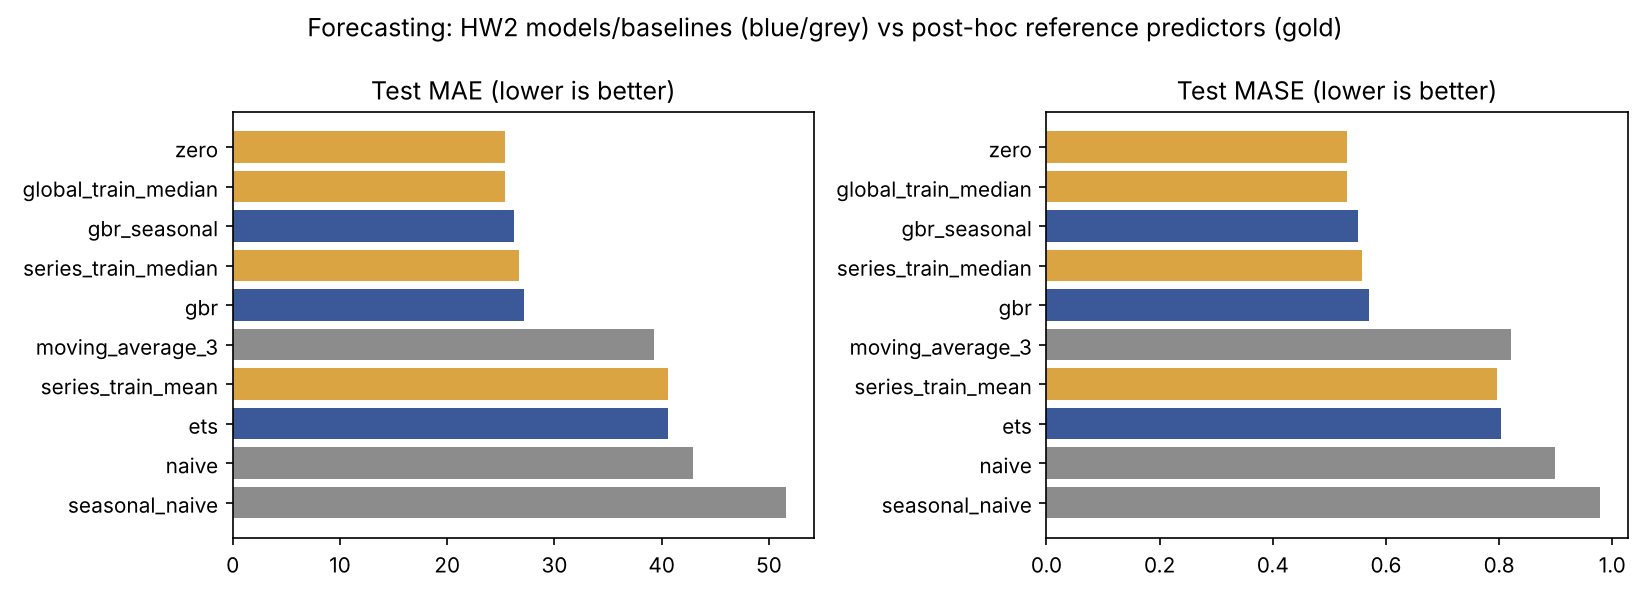 Forecasting: HW2 models/baselines (blue/grey) vs post-hoc reference predictors (gold)
Test MAE (lower is better)
zero
global_train_median
gbr_seasonal
series_train_median
gbr
moving_average_3
series_train_mean
ets
naive
seasonal_naive
0 10 20 30 40 50
Test MASE (lower is better)
zero
global_train_median
gbr_seasonal
series_train_median
gbr
moving_average_3
series_train_mean
ets
naive
seasonal_naive
0.0 0.2 0.4 0.6 0.8 1.0